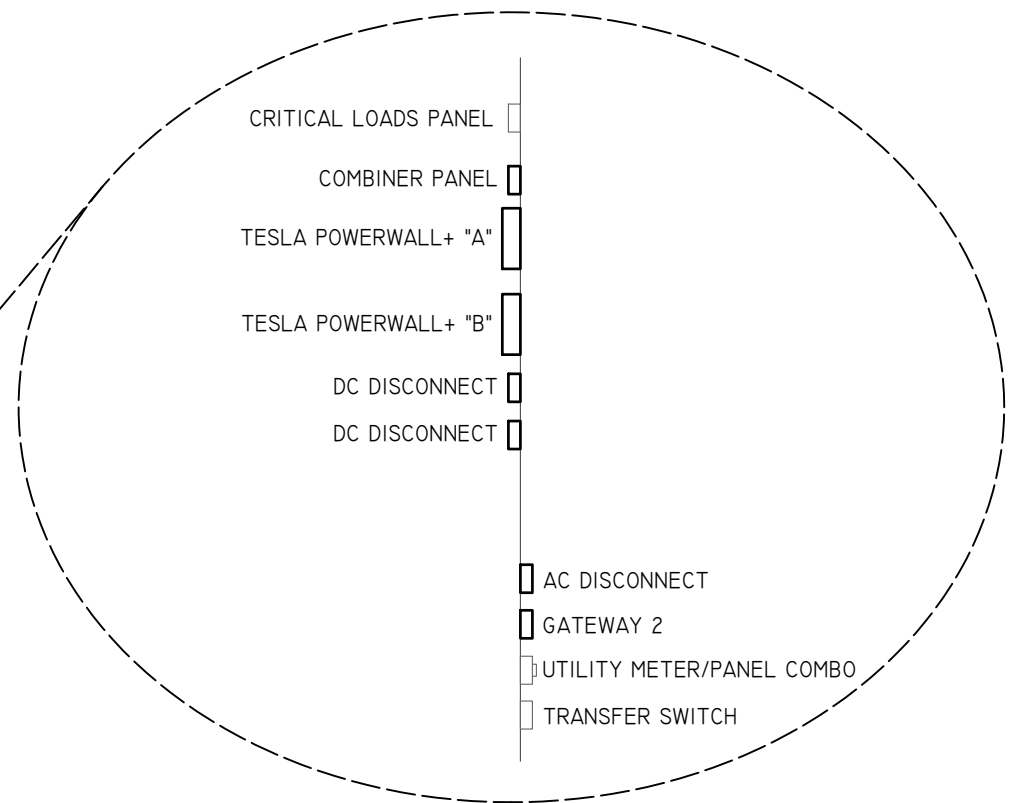 CRITICAL LOADS PANEL
COMBINER PANEL
TESLA POWERWALL+ "A"
TESLA POWERWALL+ "B"
DC DISCONNECT
DC DISCONNECT
AC DISCONNECT
GATEWAY 2
UTILITY METER/PANEL COMBO
TRANSFER SWITCH